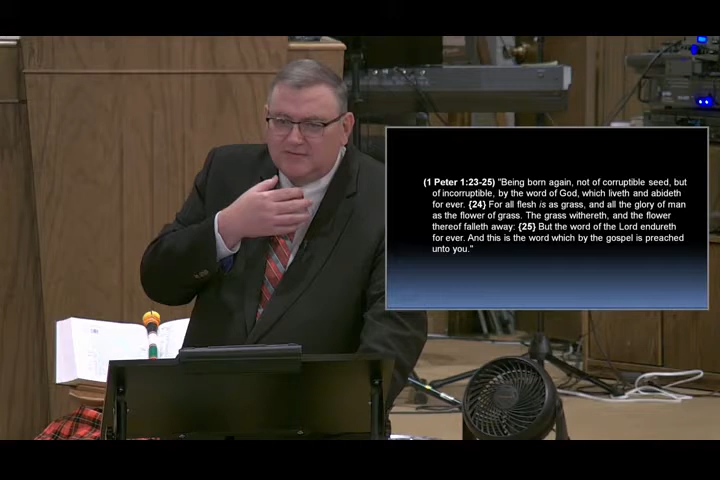 (1 Peter 1:23-25) "Being born again, not of corruptible seed, but
of incorruptible, by the word of God, which liveth and abideth
for ever. {24} For all flesh is as grass, and all the glory of man
as the flower of grass. The grass withereth, and the flower
thereof falleth away: {25} But the word of the Lord endureth
for ever. And this is the word which by the gospel is preached
unto you."